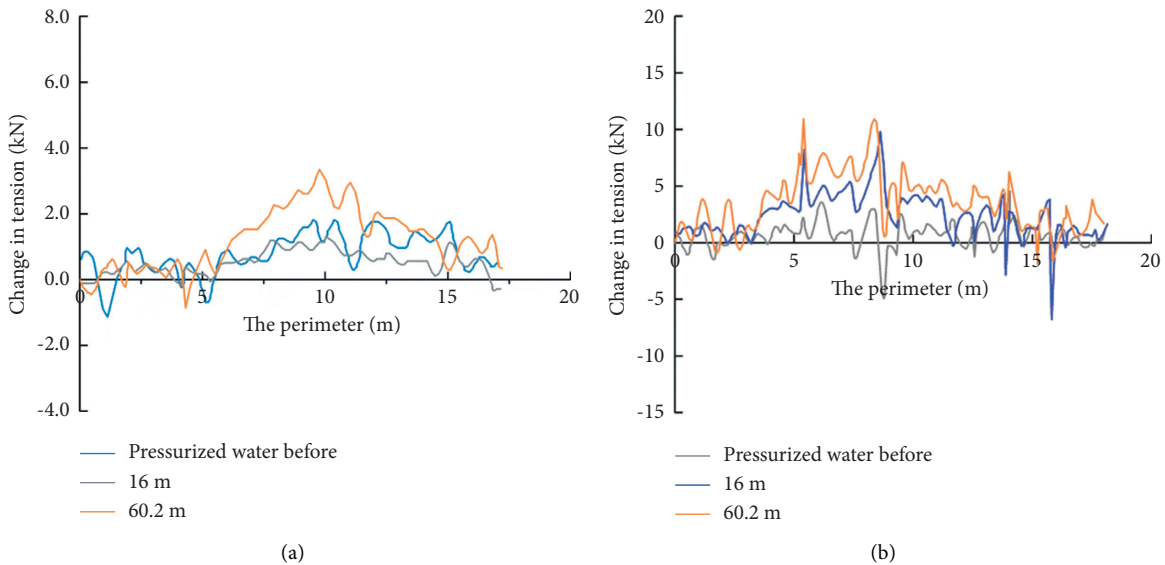 8.0
6.0
4.0
2.0
0.0
-2.0
-4.0
Change in tension (kN)
0
5
10
15
20
The perimeter (m)
Pressurized water before
16 m
60.2 m
(a)
20
15
10
5
0
-5
-10
-15
Change in tension (kN)
0
5
10
15
20
The perimeter (m)
Pressurized water before
16 m
60.2 m
(b)